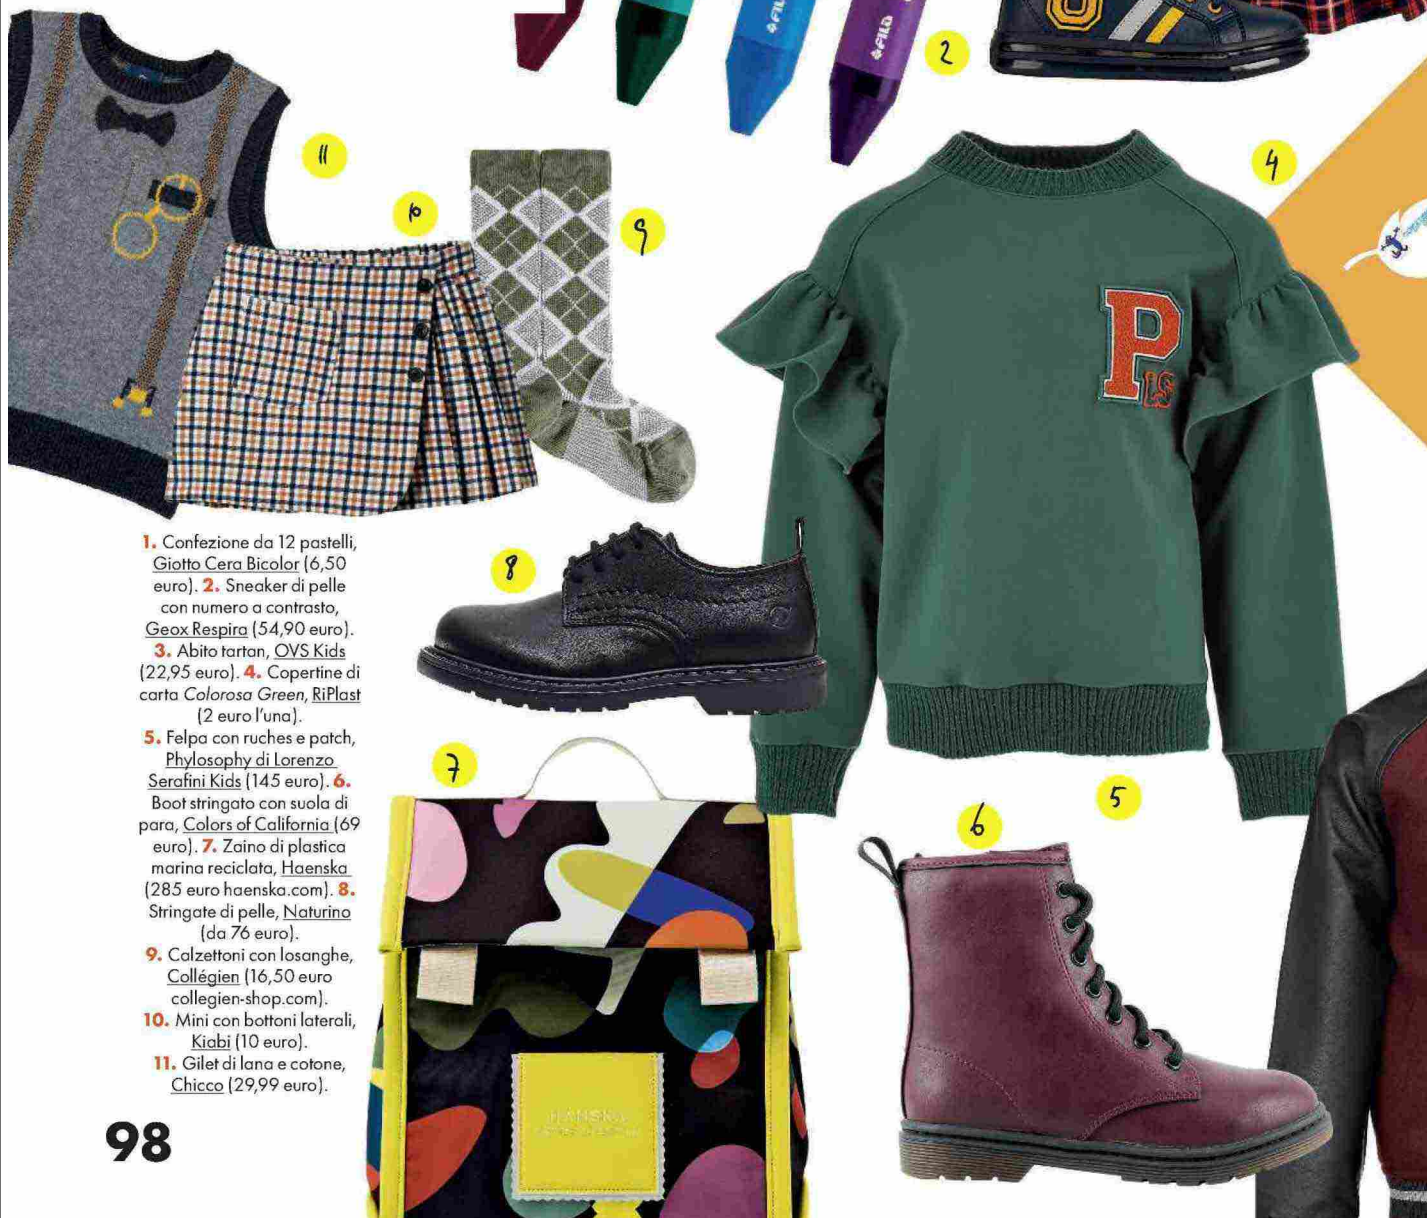 FILA
FILA
2
11
4
10
9
P
LS
8
1. Confezione da 12 pastelli,
Giotto Cera Bicolor (6,50
euro). 2. Sneaker di pelle
con numero a contrasto,
Geox Respira (54,90 euro).
3. Abito tartan, OVS Kids
(22,95 euro). 4. Copertine di
carta Colorosa Green, RiPlast
(2 euro l'una).
5. Felpa con ruches e patch,
Phylosophy di Lorenzo
Serafini Kids (145 euro). 6.
Boot stringato con suola di
para, Colors of California (69
euro). 7. Zaino di plastica
marina reciclata, Haenska
(285 euro haenska.com). 8.
Stringate di pelle, Naturino
(da 76 euro).
9. Calzettoni con losanghe,
Collégien (16,50 euro
collegien-shop.com).
10. Mini con bottoni laterali,
Kiabi (10 euro).
11. Gilet di lana e cotone,
Chicco (29,99 euro).
7
5
6
HANSKA
98